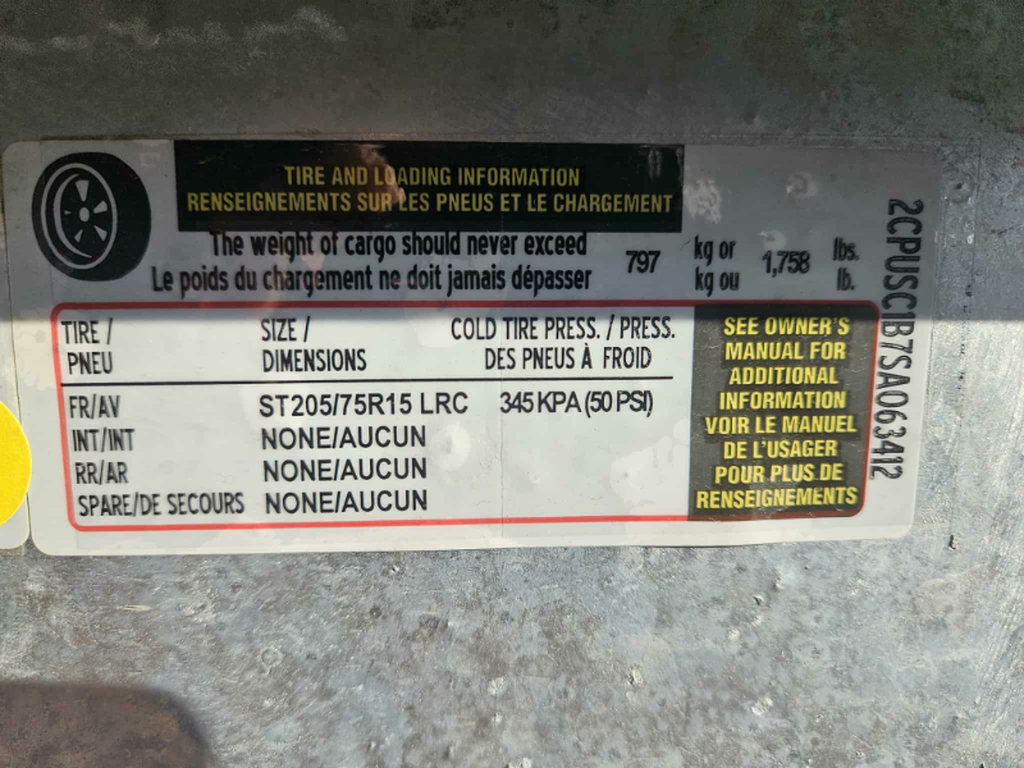 TIRE AND LOADING INFORMATION
RENSEIGNEMENTS SUR LES PNEUS ET LE CHARGEMENT
The weight of cargo should never exceed 797 kg or 1,758 lbs.
Le poids du chargement ne doit jamais dépasser kg ou lb.
TIRE / SIZE / COLD TIRE PRESS. / PRESS.
PNEU DIMENSIONS DES PNEUS À FROID
FR/AV ST205/75R15 LRC 345 KPA (50 PSI)
INT/INT NONE/AUCUN
RR/AR NONE/AUCUN
SPARE/DE SECOURS NONE/AUCUN
SEE OWNER'S
MANUAL FOR
ADDITIONAL
INFORMATION
VOIR LE MANUEL
DE L'USAGER
POUR PLUS DE
RENSEIGNEMENTS
2CPUSC1B7SA063412